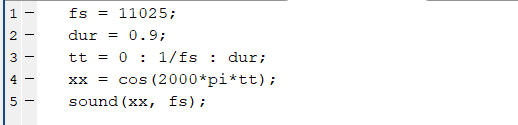 1 - fs = 11025;
2 - dur = 0.9;
3 - tt = 0 : 1/fs : dur;
4 - xx = cos(2000*pi*tt);
5 - sound(xx, fs);